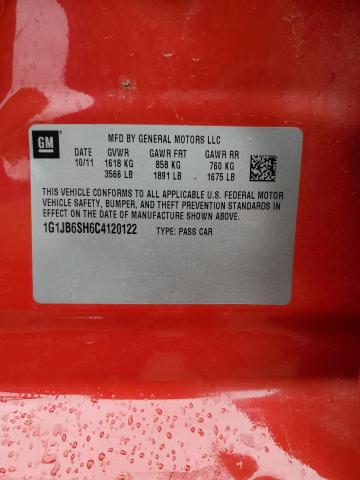 GM
MFD BY GENERAL MOTORS LLC
DATE GVWR GAWR FRT GAWR RR
10/11 1618 KG 858 KG 760 KG
3566 LB 1891 LB 1675 LB
THIS VEHICLE CONFORMS TO ALL APPLICABLE U.S. FEDERAL MOTOR
VEHICLE SAFETY, BUMPER, AND THEFT PREVENTION STANDARDS IN
EFFECT ON THE DATE OF MANUFACTURE SHOWN ABOVE.
1G1JB6SH6C4120122
TYPE: PASS CAR